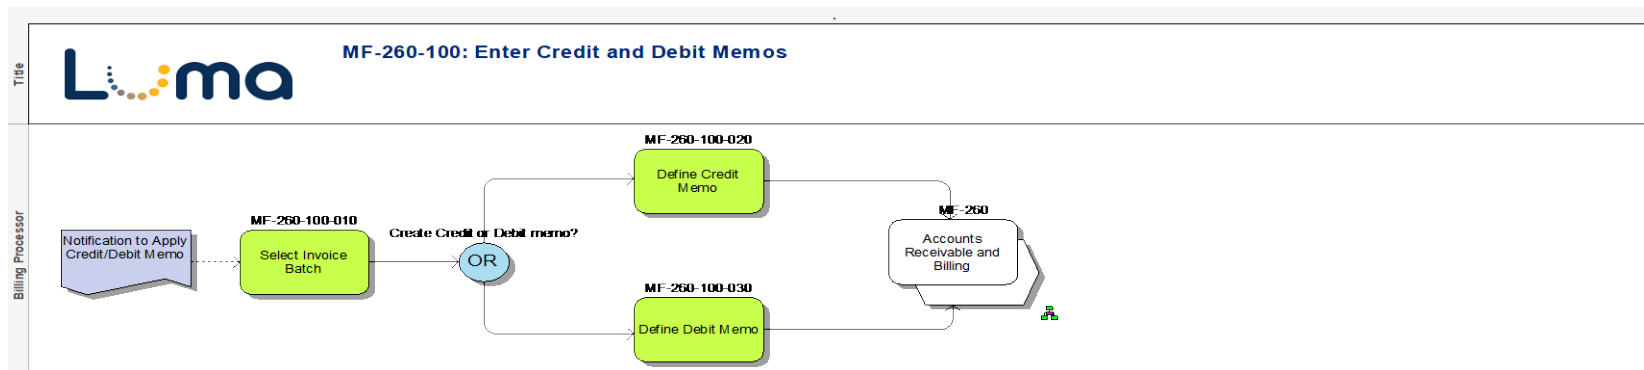 Title
Luma
MF-260-100: Enter Credit and Debit Memos
Billing Processor
Notification to Apply
Credit/Debit Memo
MF-260-100-010
Select Invoice
Batch
Create Credit or Debit memo?
OR
MF-260-100-020
Define Credit
Memo
MF-260-100-030
Define Debit Memo
MF-260
Accounts
Receivable and
Billing